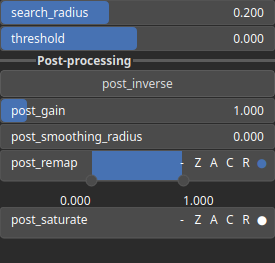 search_radius 0.200
threshold 0.000
Post-processing
post_inverse
post_gain 1.000
post_smoothing_radius 0.000
post_remap - Z A C R
0.000 1.000
post_saturate - Z A C R